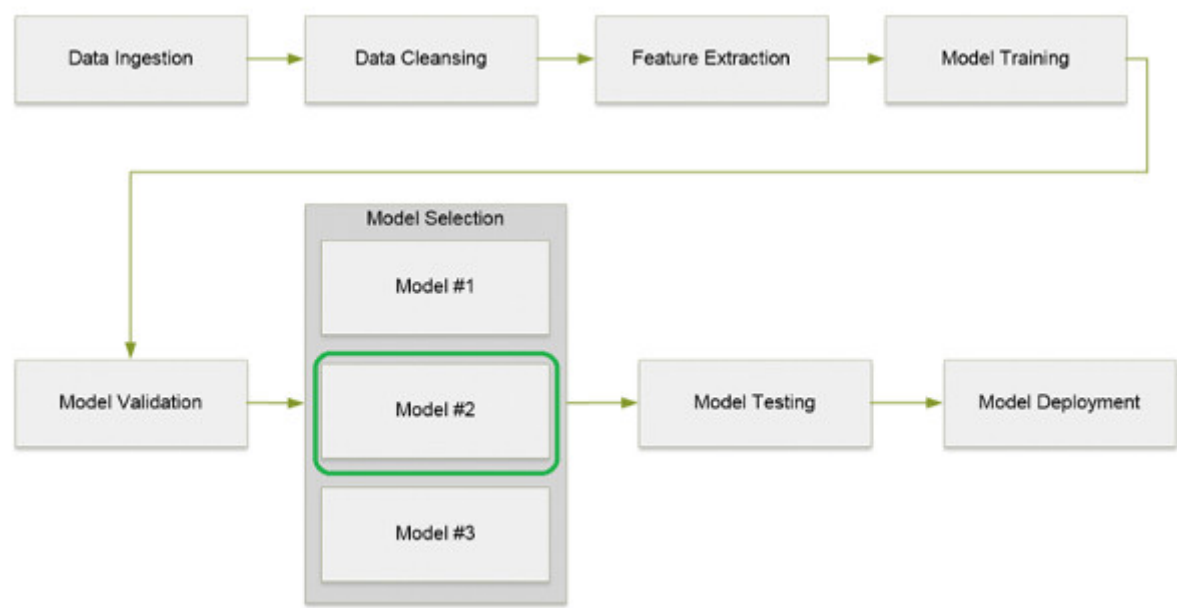 Data Ingestion
Data Cleansing
Feature Extraction
Model Training
Model Selection
Model #1
Model Validation
Model #2
Model Testing
Model Deployment
Model #3